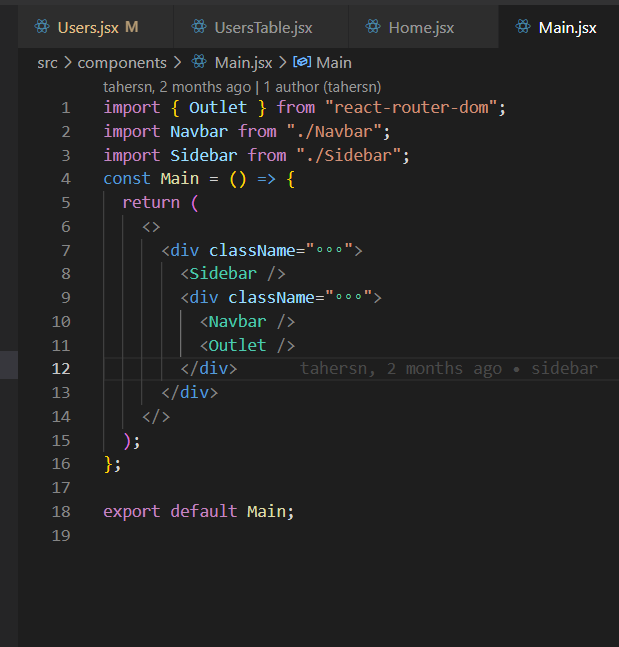 Users.jsx M UsersTable.jsx Home.jsx Main.jsx
src > components > Main.jsx > Main
tahersn, 2 months ago | 1 author (tahersn)
1 import { Outlet } from "react-router-dom";
2 import Navbar from "./Navbar";
3 import Sidebar from "./Sidebar";
4 const Main = () => {
5 return (
6 <>
7 <div className="∘∘∘">
8 <Sidebar />
9 <div className="∘∘∘">
10 <Navbar />
11 <Outlet />
12 </div> tahersn, 2 months ago • sidebar
13 </div>
14 </>
15 );
16 };
17
18 export default Main;
19